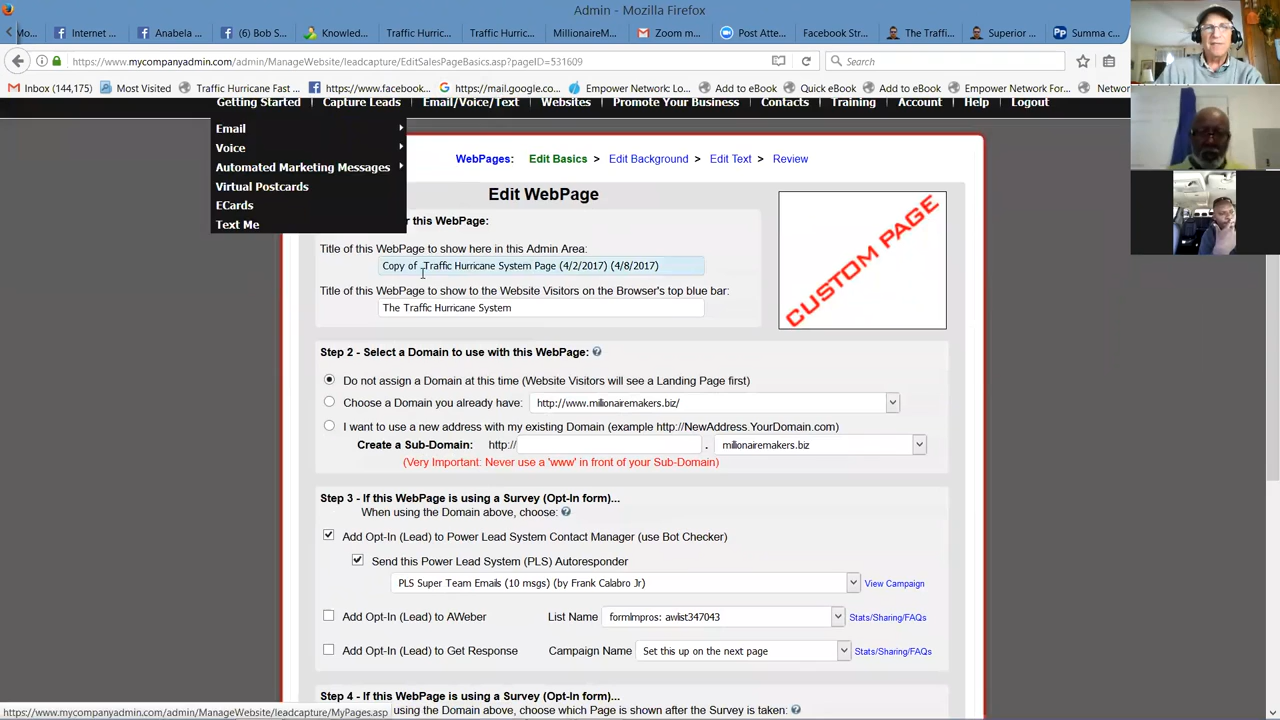 Admin - Mozilla Firefox
Mo...
Internet ...
Anabela ...
(6) Bob S...
Knowled...
Traffic Hurric...
Traffic Hurric...
MillionaireM...
Zoom m...
Post Atte...
Facebook Str...
The Traffi...
Superior ...
Summa c...
https://www.mycompanyadmin.com/admin/ManageWebsite/leadcapture/EditSalesPageBasics.asp?pageID=531609
Search
Inbox (144,175)
Most Visited
Traffic Hurricane Fast ...
https://www.facebook...
https://mail.google.co...
Empower Network: Lo...
Add to eBook
Quick eBook
Add to eBook
Empower Network For...
Networ
Getting Started
Capture Leads
Email/Voice/Text
Websites
Promote Your Business
Contacts
Training
Account
Help
Logout
Email
Voice
Automated Marketing Messages
Virtual Postcards
ECards
Text Me
WebPages: Edit Basics > Edit Background > Edit Text > Review
Edit WebPage
r this WebPage:
CUSTOM PAGE
Title of this WebPage to show here in this Admin Area:
Copy of .Traffic Hurricane System Page (4/2/2017) (4/8/2017)
Title of this WebPage to show to the Website Visitors on the Browser's top blue bar:
The Traffic Hurricane System
Step 2 - Select a Domain to use with this WebPage:
Do not assign a Domain at this time (Website Visitors will see a Landing Page first)
Choose a Domain you already have: http://www.millionairemakers.biz/
I want to use a new address with my existing Domain (example http://NewAddress.YourDomain.com)
Create a Sub-Domain: http:// . millionairemakers.biz
(Very Important: Never use a 'www' in front of your Sub-Domain)
Step 3 - If this WebPage is using a Survey (Opt-In form)...
When using the Domain above, choose:
Add Opt-In (Lead) to Power Lead System Contact Manager (use Bot Checker)
Send this Power Lead System (PLS) Autoresponder
PLS Super Team Emails (10 msgs) (by Frank Calabro Jr) View Campaign
Add Opt-In (Lead) to AWeber List Name formImpros: awlist347043 Stats/Sharing/FAQs
Add Opt-In (Lead) to Get Response Campaign Name Set this up on the next page Stats/Sharing/FAQs
Step 4 - If this WebPage is using a Survey (Opt-In form)...
using the Domain above, choose which Page is shown after the Survey is taken:
https://www.mycompanyadmin.com/admin/ManageWebsite/leadcapture/MyPages.asp